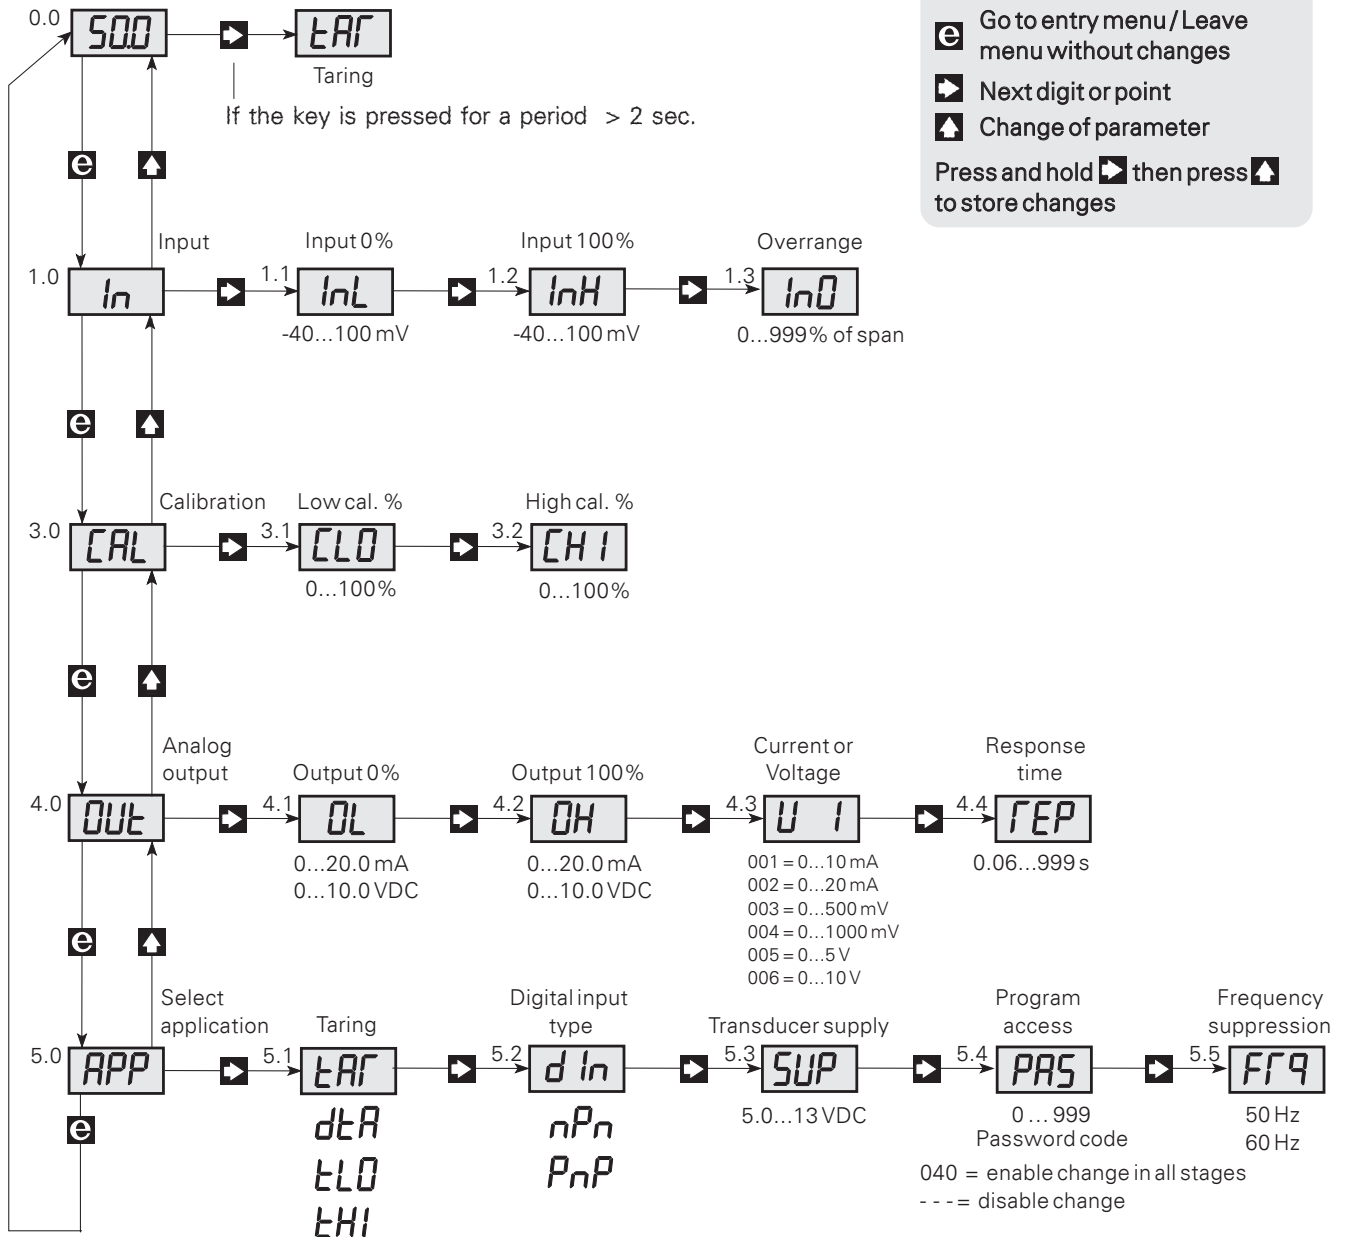 0.0
50.0
tAr
Taring
If the key is pressed for a period > 2 sec.
e Go to entry menu / Leave
menu without changes
Next digit or point
Change of parameter
Press and hold then press
to store changes
e
Input
Input 0%
Input 100%
Overrange
1.0
In
1.1
InL
1.2
InH
1.3
InO
-40...100 mV
-40...100 mV
0...999% of span
e
Calibration
Low cal. %
High cal. %
3.0
CAL
3.1
CLO
3.2
CHI
0...100%
0...100%
e
Analog
output
Output 0%
Output 100%
Current or
Voltage
Response
time
4.0
OUt
4.1
OL
4.2
OH
4.3
U I
4.4
rEP
0...20.0 mA
0...10.0 VDC
0...20.0 mA
0...10.0 VDC
001 = 0...10 mA
002 = 0...20 mA
003 = 0...500 mV
004 = 0...1000 mV
005 = 0...5 V
006 = 0...10 V
0.06...999 s
e
Select
application
Taring
Digital input
type
Transducer supply
Program
access
Frequency
suppression
5.0
APP
5.1
tAr
5.2
dIn
5.3
SUP
5.4
PAS
5.5
Frq
e
dtA
tLO
tHI
nPn
PnP
5.0...13 VDC
0 ... 999
Password code
040 = enable change in all stages
- - - = disable change
50 Hz
60 Hz